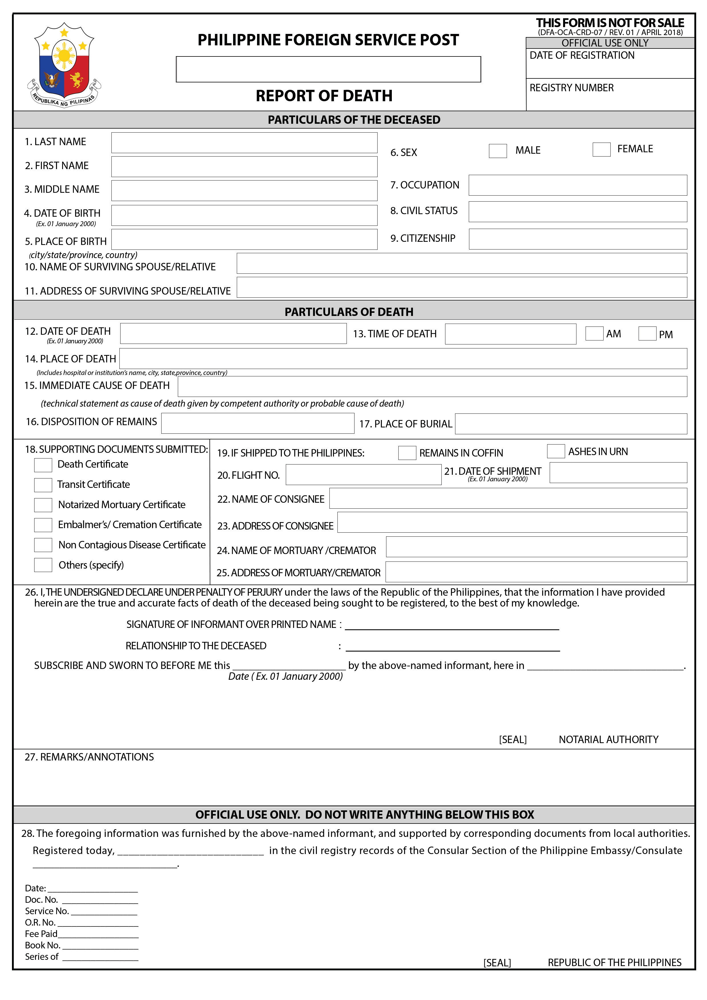 THIS FORM IS NOT FOR SALE
(DFA-OCA-CRD-07 / REV. 01 / APRIL 2018)
PHILIPPINE FOREIGN SERVICE POST
OFFICIAL USE ONLY
DATE OF REGISTRATION
REGISTRY NUMBER
REPORT OF DEATH
REPUBLIKA NG PILIPINAS
PARTICULARS OF THE DECEASED
1. LAST NAME
2. FIRST NAME
3. MIDDLE NAME
4. DATE OF BIRTH
(Ex. 01 January 2000)
5. PLACE OF BIRTH
(city/state/province, country)
6. SEX MALE FEMALE
7. OCCUPATION
8. CIVIL STATUS
9. CITIZENSHIP
10. NAME OF SURVIVING SPOUSE/RELATIVE
11. ADDRESS OF SURVIVING SPOUSE/RELATIVE
PARTICULARS OF DEATH
12. DATE OF DEATH
(Ex. 01 January 2000)
13. TIME OF DEATH AM PM
14. PLACE OF DEATH
(Includes hospital or institution's name, city, state,province, country)
15. IMMEDIATE CAUSE OF DEATH
(technical statement as cause of death given by competent authority or probable cause of death)
16. DISPOSITION OF REMAINS
17. PLACE OF BURIAL
18. SUPPORTING DOCUMENTS SUBMITTED:
Death Certificate
Transit Certificate
Notarized Mortuary Certificate
Embalmer's/ Cremation Certificate
Non Contagious Disease Certificate
Others (specify)
19. IF SHIPPED TO THE PHILIPPINES: REMAINS IN COFFIN ASHES IN URN
20. FLIGHT NO.
21. DATE OF SHIPMENT
(Ex. 01 January 2000)
22. NAME OF CONSIGNEE
23. ADDRESS OF CONSIGNEE
24. NAME OF MORTUARY /CREMATOR
25. ADDRESS OF MORTUARY/CREMATOR
26. I, THE UNDERSIGNED DECLARE UNDER PENALTY OF PERJURY under the laws of the Republic of the Philippines, that the information I have provided
herein are the true and accurate facts of death of the deceased being sought to be registered, to the best of my knowledge.
SIGNATURE OF INFORMANT OVER PRINTED NAME : ____________________
RELATIONSHIP TO THE DECEASED : ____________________
SUBSCRIBE AND SWORN TO BEFORE ME this ____________________ by the above-named informant, here in ____________________.
Date ( Ex. 01 January 2000)
[SEAL] NOTARIAL AUTHORITY
27. REMARKS/ANNOTATIONS
OFFICIAL USE ONLY. DO NOT WRITE ANYTHING BELOW THIS BOX
28. The foregoing information was furnished by the above-named informant, and supported by corresponding documents from local authorities.
Registered today, ____________________ in the civil registry records of the Consular Section of the Philippine Embassy/Consulate
____________________.
Date: ____________________
Doc. No. ____________________
Service No. ____________________
O.R. No. ____________________
Fee Paid____________________
Book No. ____________________
Series of ____________________
[SEAL] REPUBLIC OF THE PHILIPPINES